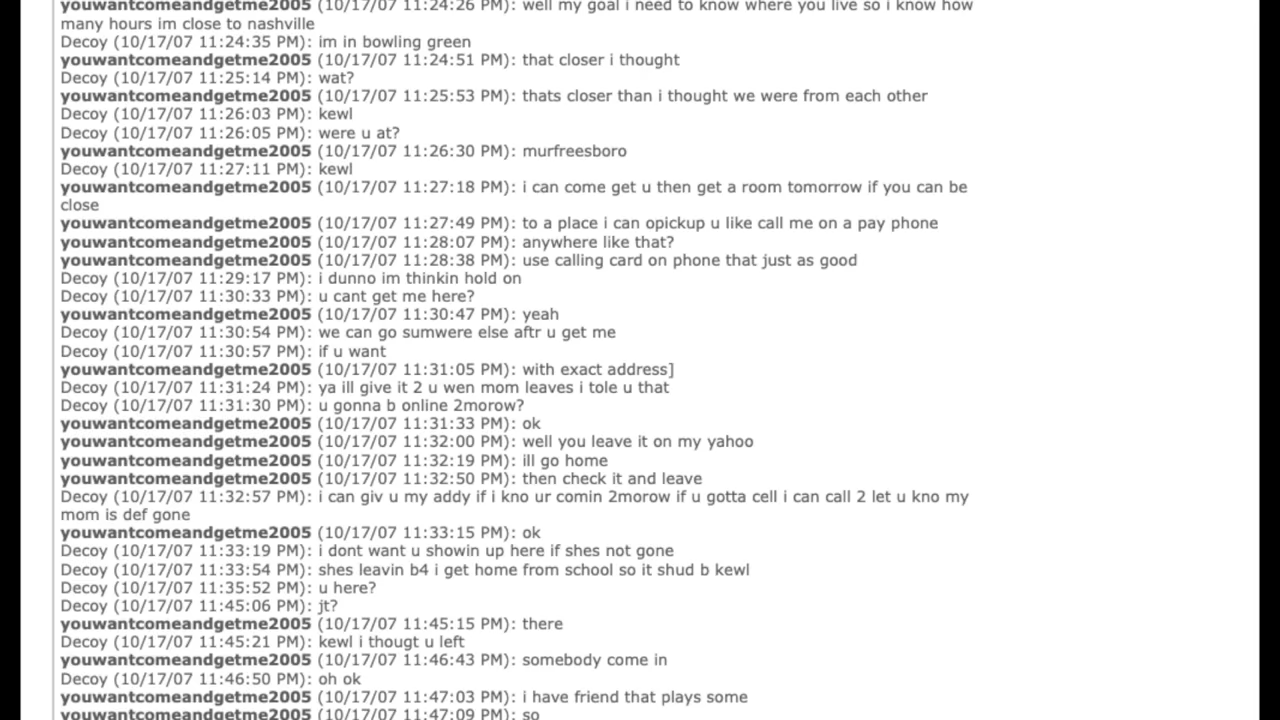 youwantcomeandgetme2005 (10/17/07 11:24:26 PM): well my goal i need to know where you live so i know how
many hours im close to nashville
Decoy (10/17/07 11:24:35 PM): im in bowling green
youwantcomeandgetme2005 (10/17/07 11:24:51 PM): that closer i thought
Decoy (10/17/07 11:25:14 PM): wat?
youwantcomeandgetme2005 (10/17/07 11:25:53 PM): thats closer than i thought we were from each other
Decoy (10/17/07 11:26:03 PM): kewl
Decoy (10/17/07 11:26:05 PM): were u at?
youwantcomeandgetme2005 (10/17/07 11:26:30 PM): murfreesboro
Decoy (10/17/07 11:27:11 PM): kewl
youwantcomeandgetme2005 (10/17/07 11:27:18 PM): i can come get u then get a room tomorrow if you can be
close
youwantcomeandgetme2005 (10/17/07 11:27:49 PM): to a place i can opickup u like call me on a pay phone
youwantcomeandgetme2005 (10/17/07 11:28:07 PM): anywhere like that?
youwantcomeandgetme2005 (10/17/07 11:28:38 PM): use calling card on phone that just as good
Decoy (10/17/07 11:29:17 PM): i dunno im thinkin hold on
Decoy (10/17/07 11:30:33 PM): u cant get me here?
youwantcomeandgetme2005 (10/17/07 11:30:47 PM): yeah
Decoy (10/17/07 11:30:54 PM): we can go sumwere else aftr u get me
Decoy (10/17/07 11:30:57 PM): if u want
youwantcomeandgetme2005 (10/17/07 11:31:05 PM): with exact address]
Decoy (10/17/07 11:31:24 PM): ya ill give it 2 u wen mom leaves i tole u that
Decoy (10/17/07 11:31:30 PM): u gonna b online 2morow?
youwantcomeandgetme2005 (10/17/07 11:31:33 PM): ok
youwantcomeandgetme2005 (10/17/07 11:32:00 PM): well you leave it on my yahoo
youwantcomeandgetme2005 (10/17/07 11:32:19 PM): ill go home
youwantcomeandgetme2005 (10/17/07 11:32:50 PM): then check it and leave
Decoy (10/17/07 11:32:57 PM): i can giv u my addy if i kno ur comin 2morow if u gotta cell i can call 2 let u kno my
mom is def gone
youwantcomeandgetme2005 (10/17/07 11:33:15 PM): ok
Decoy (10/17/07 11:33:19 PM): i dont want u showin up here if shes not gone
Decoy (10/17/07 11:33:54 PM): shes leavin b4 i get home from school so it shud b kewl
Decoy (10/17/07 11:35:52 PM): u here?
Decoy (10/17/07 11:45:06 PM): jt?
youwantcomeandgetme2005 (10/17/07 11:45:15 PM): there
Decoy (10/17/07 11:45:21 PM): kewl i thougt u left
youwantcomeandgetme2005 (10/17/07 11:46:43 PM): somebody come in
Decoy (10/17/07 11:46:50 PM): oh ok
youwantcomeandgetme2005 (10/17/07 11:47:03 PM): i have friend that plays some
youwantcomeandgetme2005 (10/17/07 11:47:09 PM): so